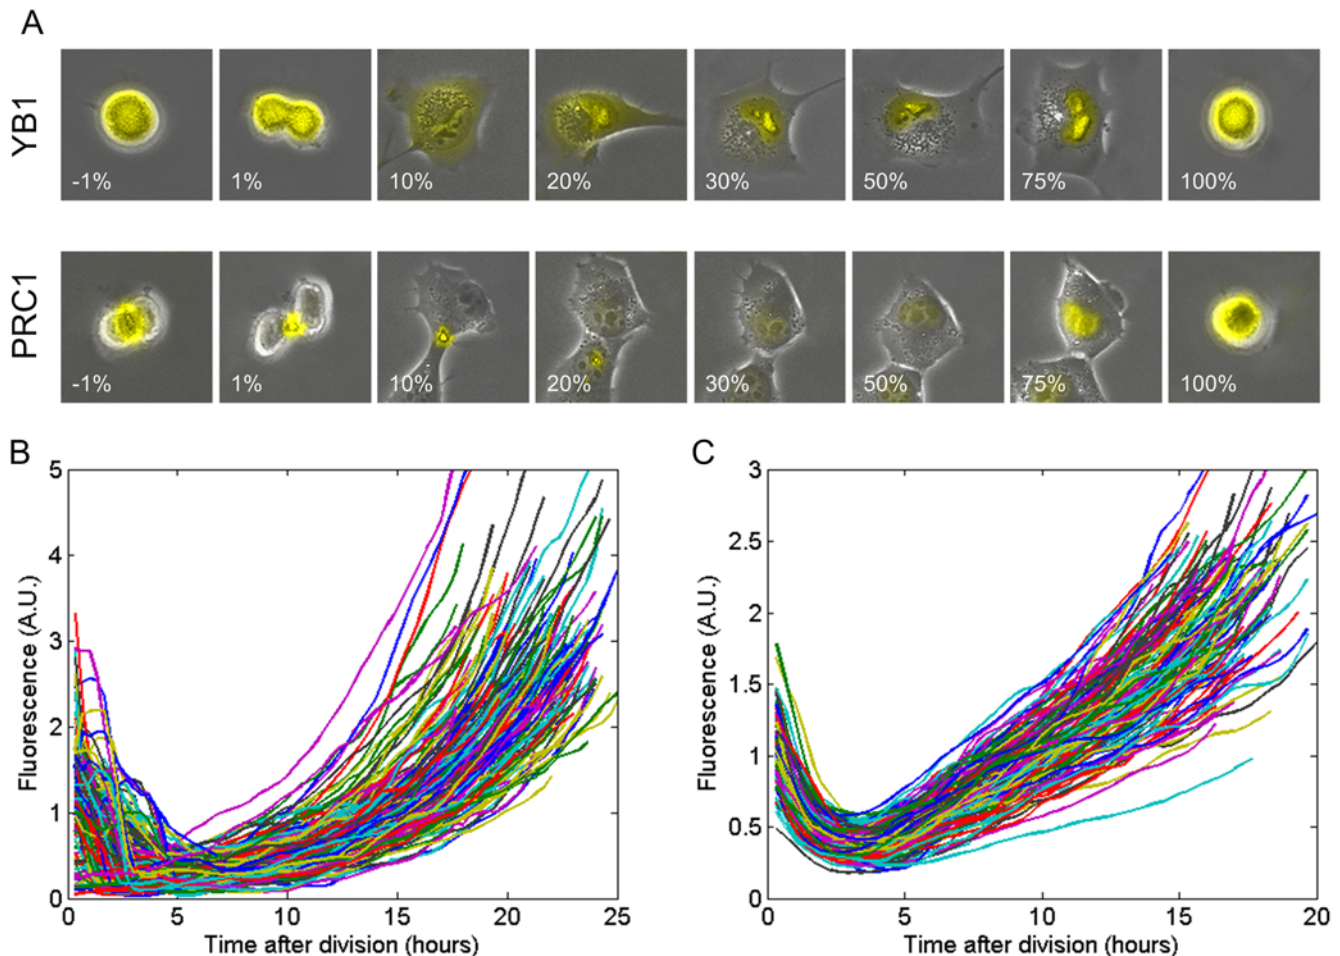 A
YB1
-1% 1% 10% 20% 30% 50% 75% 100%
PRC1
-1% 1% 10% 20% 30% 50% 75% 100%
B
Fluorescence (A.U.)
5
4
3
2
1
0
0 5 10 15 20 25
Time after division (hours)
C
Fluorescence (A.U.)
3
2.5
2
1.5
1
0.5
0
0 5 10 15 20
Time after division (hours)